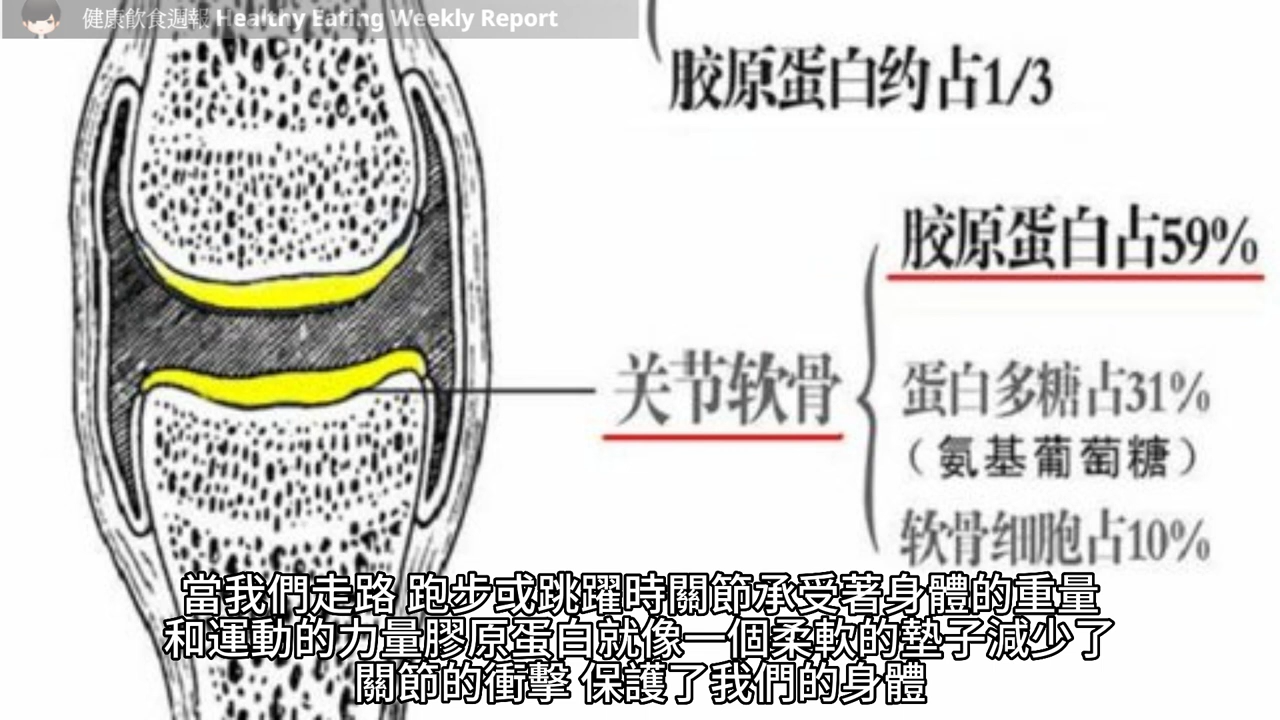 健康飲食週報 Healthy Eating Weekly Report
胶原蛋白约占1/3
胶原蛋白占59%
关节软骨
蛋白多糖占31%
（氨基葡萄糖）
软骨细胞占10%
當我們走路 跑步或跳躍時關節承受著身體的重量
和運動的力量膠原蛋白就像一個柔軟的墊子減少了
關節的衝擊 保護了我們的身體